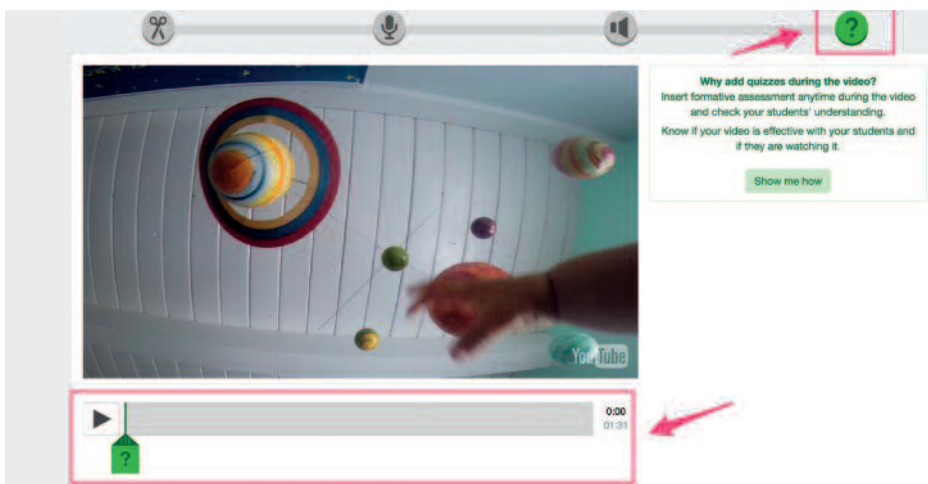 ?
Why add quizzes during the video?
Insert formative assessment anytime during the video
and check your students' understanding.
Know if your video is effective with your students and
if they are watching it.
Show me how
YouTube
0:00
01:31
?